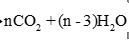 →nCO₂ + (n - 3)H₂O